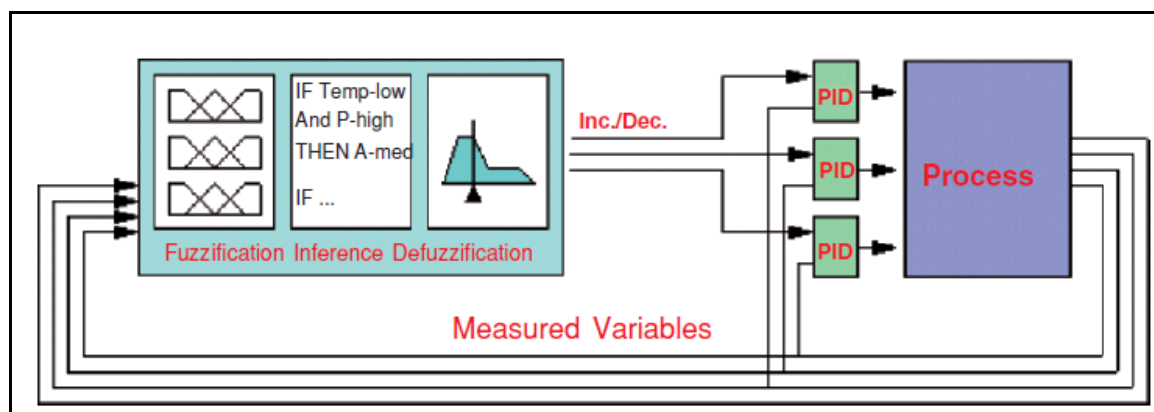 IF Temp-low
And P-high
THEN A-med
IF ...
Fuzzification Inference Defuzzification
Inc./Dec.
PID
PID
PID
Process
Measured Variables